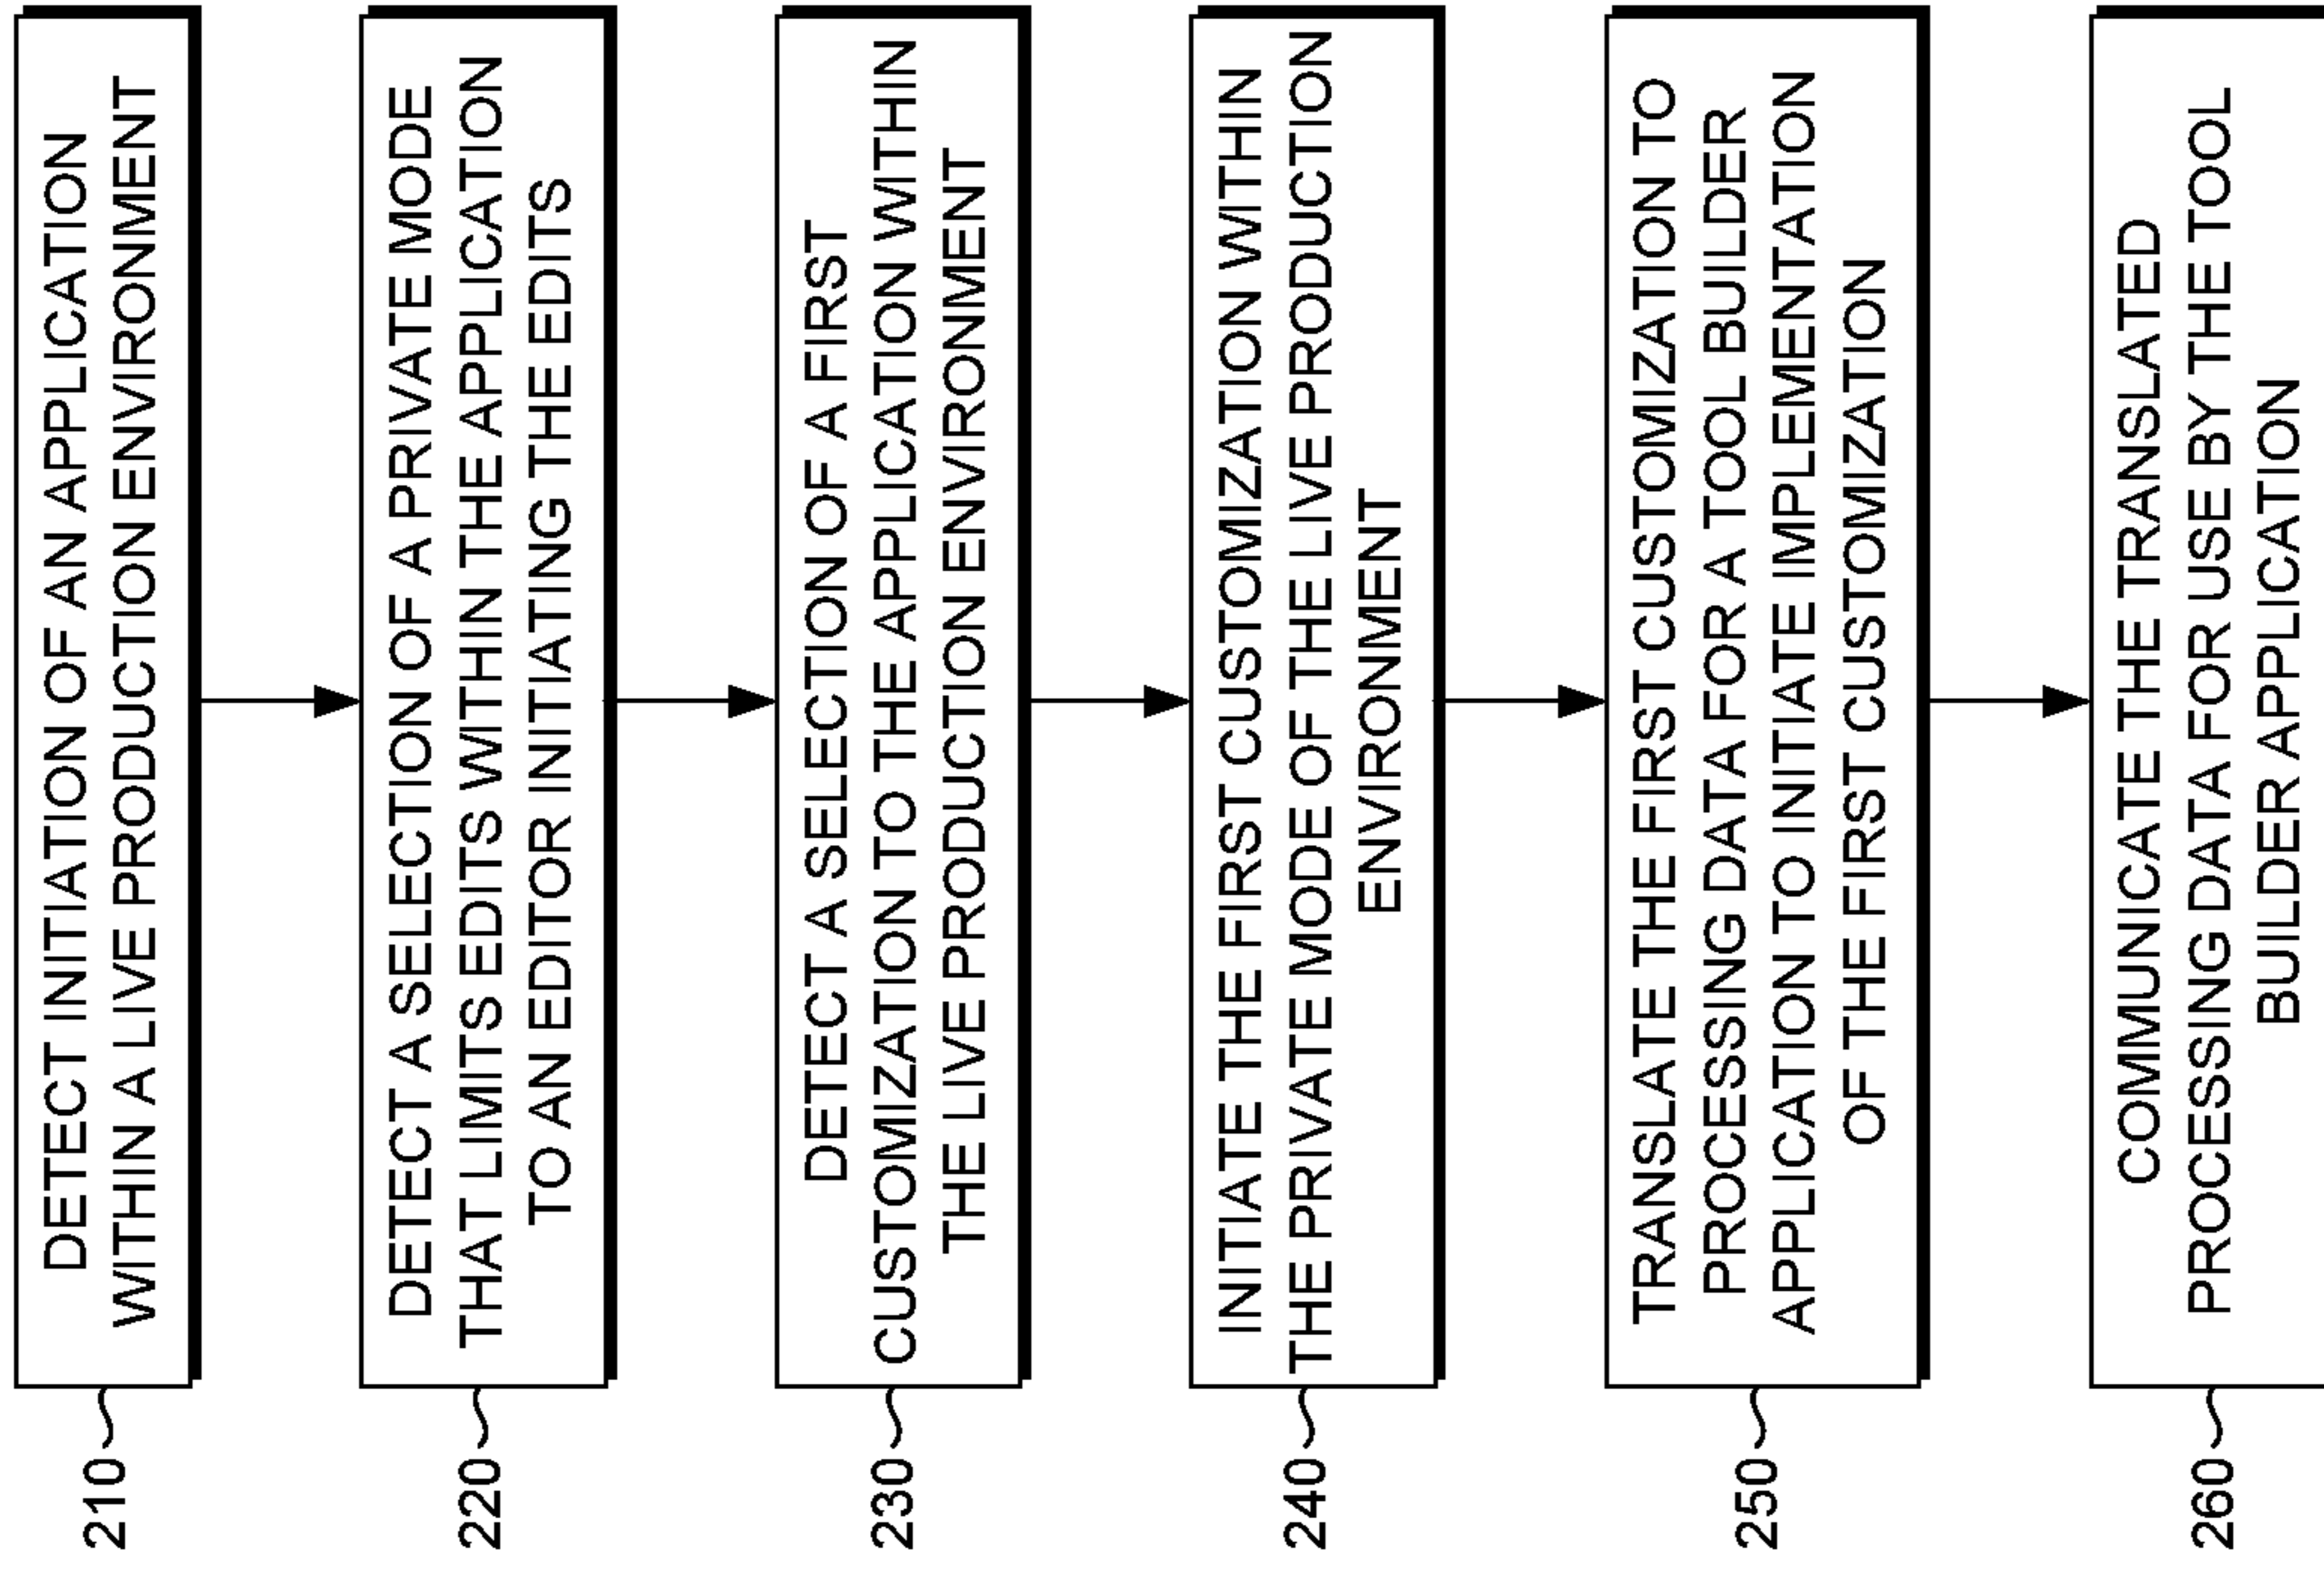 210
DETECT INITIATION OF AN APPLICATION
WITHIN A LIVE PRODUCTION ENVIRONMENT
220
DETECT A SELECTION OF A PRIVATE MODE
THAT LIMITS EDITS WITHIN THE APPLICATION
TO AN EDITOR INITIATING THE EDITS
230
DETECT A SELECTION OF A FIRST
CUSTOMIZATION TO THE APPLICATION WITHIN
THE LIVE PRODUCTION ENVIRONMENT
240
INITIATE THE FIRST CUSTOMIZATION WITHIN
THE PRIVATE MODE OF THE LIVE PRODUCTION
ENVIRONMENT
250
TRANSLATE THE FIRST CUSTOMIZATION TO
PROCESSING DATA FOR A TOOL BUILDER
APPLICATION TO INITIATE IMPLEMENTATION
OF THE FIRST CUSTOMIZATION
260
COMMUNICATE THE TRANSLATED
PROCESSING DATA FOR USE BY THE TOOL
BUILDER APPLICATION